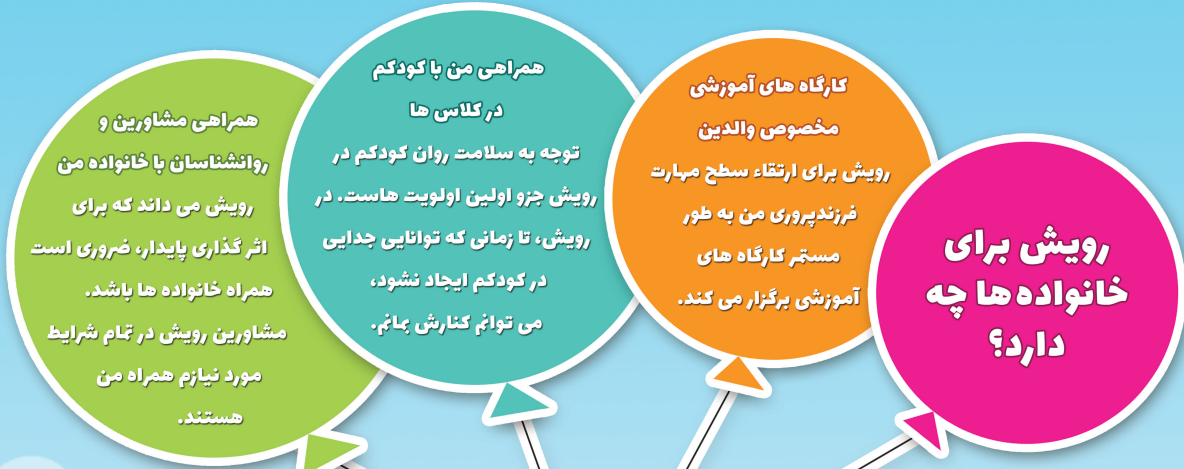 رویش برای
خانواده ها چه
دارد؟
کارگاه های آموزشی
مخصوص والدین
رویش برای ارتقاء سطح مهارت
فرزندپروری من به طور
مستمر کارگاه های
آموزشی برگزار می کند.
همراهی من با کودکم
در کلاس ها
توجه به سلامت روان کودکم در
رویش جزو اولین اولویت هاست. در
رویش، تا زمانی که توانایی جدایی
در کودکم ایجاد نشود،
می توانم کنارش بمانم.
همراهی مشاورین و
روانشناسان با خانواده من
رویش می داند که برای
اثر گذاری پایدار، ضروری است
همراه خانواده ها باشد.
مشاورین رویش در تمام شرایط
مورد نیازم همراه من
هستند.